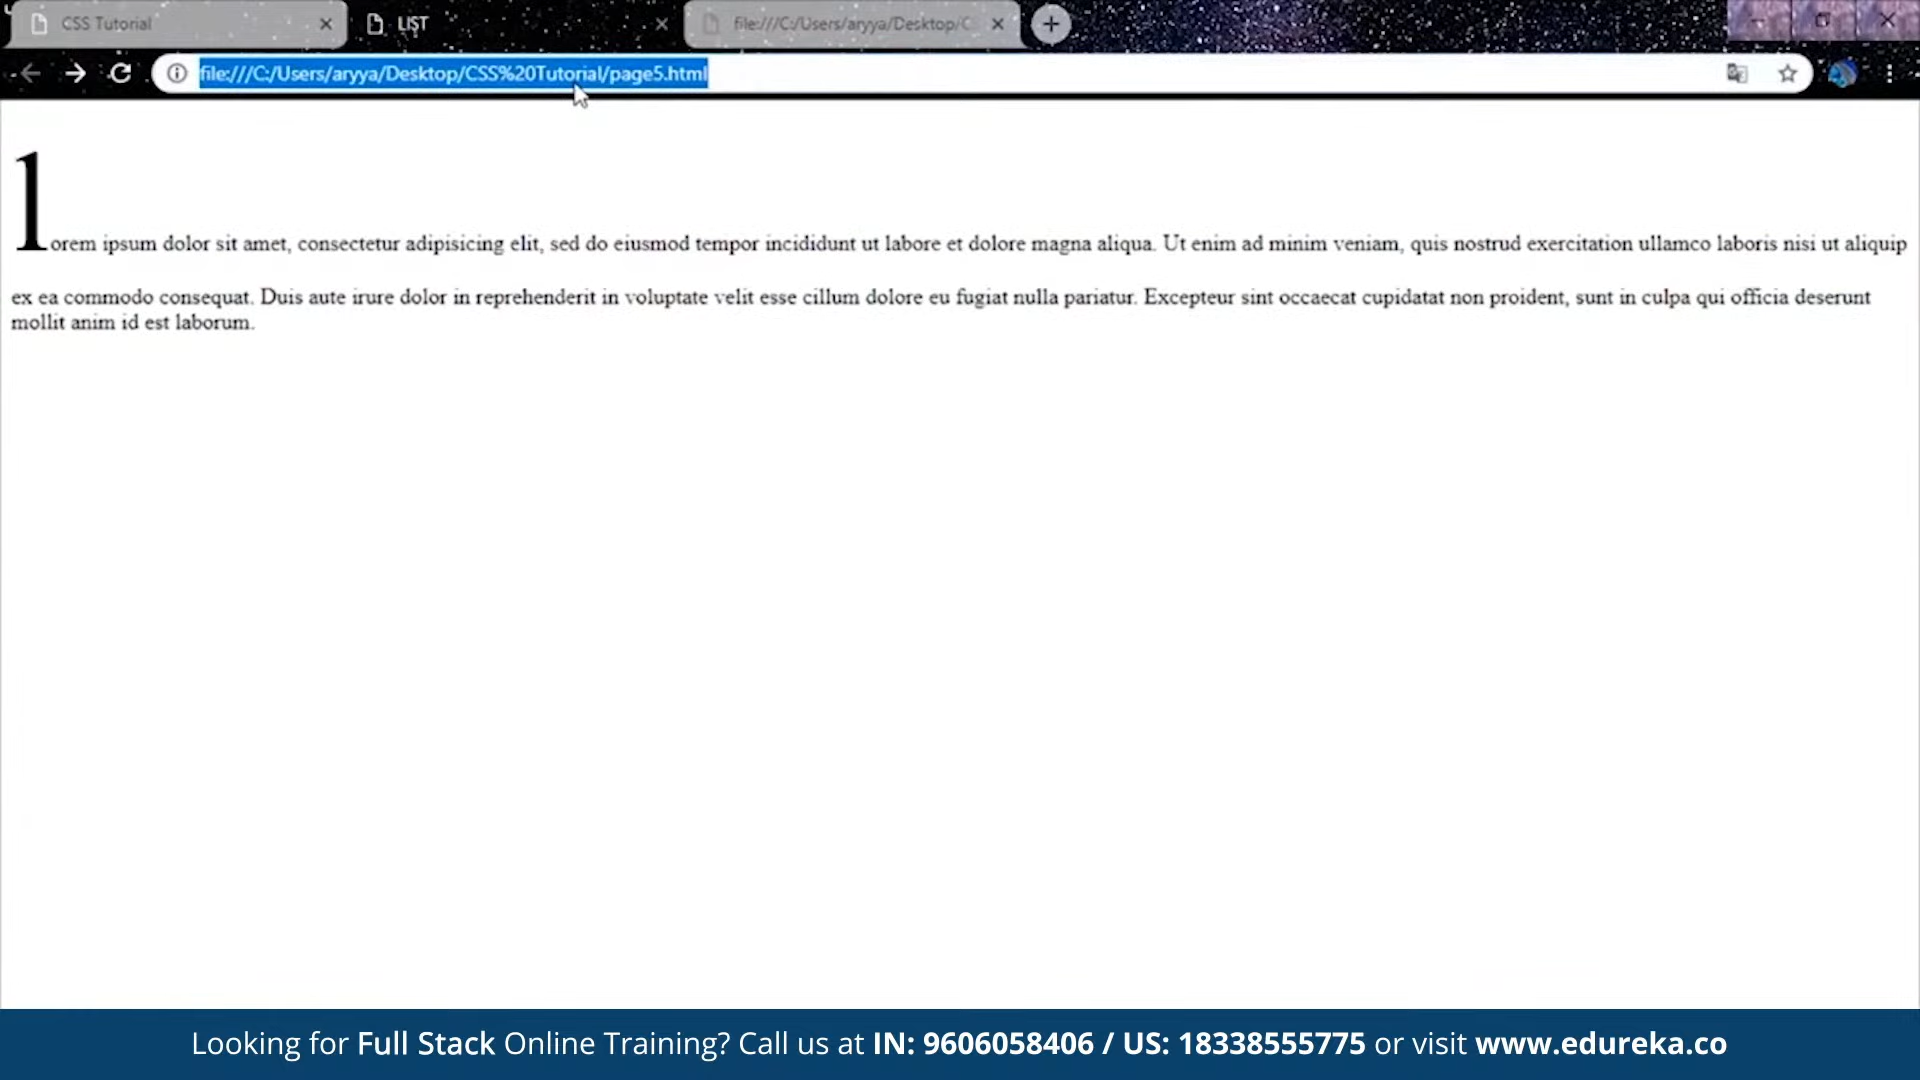 CSS Tutorial
LIST
file:///C:/Users/aryya/Desktop/C
file:///C:/Users/aryya/Desktop/CSS%20Tutorial/page5.html
lorem ipsum dolor sit amet, consectetur adipisicing elit, sed do eiusmod tempor incididunt ut labore et dolore magna aliqua. Ut enim ad minim veniam, quis nostrud exercitation ullamco laboris nisi ut aliquip
ex ea commodo consequat. Duis aute irure dolor in reprehenderit in voluptate velit esse cillum dolore eu fugiat nulla pariatur. Excepteur sint occaecat cupidatat non proident, sunt in culpa qui officia deserunt
mollit anim id est laborum.
Looking for Full Stack Online Training? Call us at IN: 9606058406 / US: 18338555775 or visit www.edureka.co